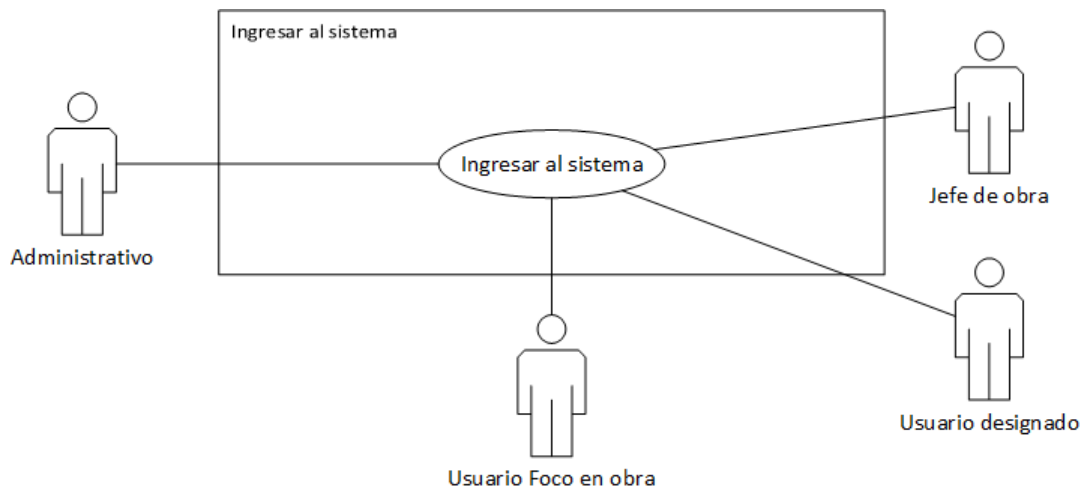 Ingresar al sistema
Ingresar al sistema
Jefe de obra
Administrativo
Usuario designado
Usuario Foco en obra